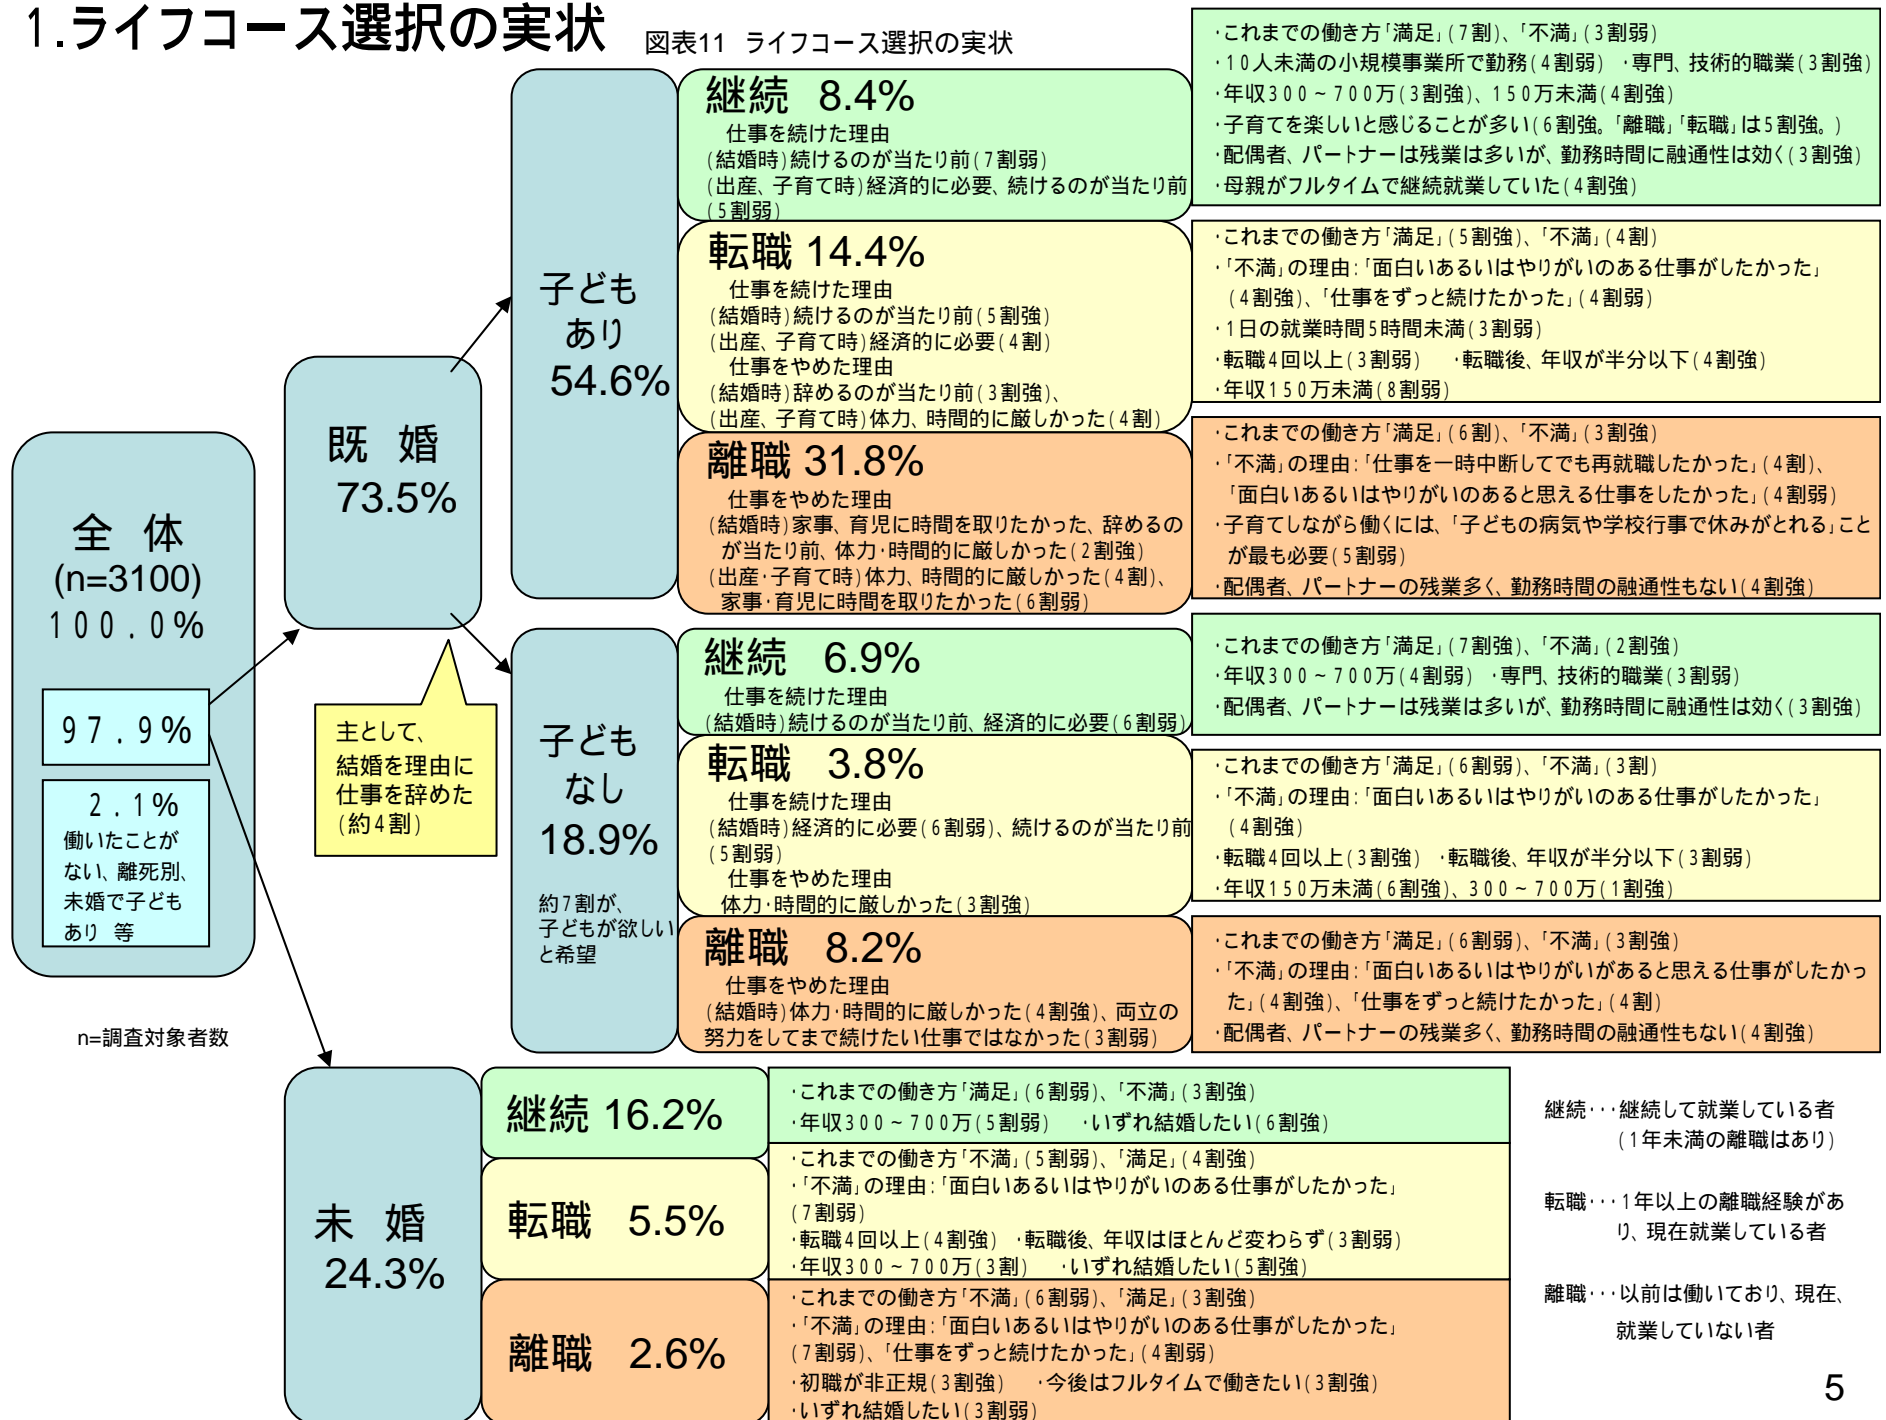 1.ライフコース選択の実状
図表11 ライフコース選択の実状
全 体
(n=3100)
100.0%
97.9%
2.1%
働いたことが
ない、離死別、
未婚で子ども
あり 等
n=調査対象者数
既 婚
73.5%
主として、
結婚を理由に
仕事を辞めた
(約4割)
子ども
あり
54.6%
継続 8.4%
仕事を続けた理由
(結婚時)続けるのが当たり前(7割弱)
(出産、子育て時)経済的に必要、続けるのが当たり前
(5割弱)
・これまでの働き方「満足」(7割)、「不満」(3割弱)
・10人未満の小規模事業所で勤務(4割弱) ・専門、技術的職業(3割強)
・年収300~700万(3割強)、150万未満(4割強)
・子育てを楽しいと感じることが多い(6割強。「離職」「転職」は5割強。)
・配偶者、パートナーは残業は多いが、勤務時間に融通性は効く(3割強)
・母親がフルタイムで継続就業していた(4割強)
転職 14.4%
仕事を続けた理由
(結婚時)続けるのが当たり前(5割強)
(出産、子育て時)経済的に必要(4割)
仕事をやめた理由
(結婚時)辞めるのが当たり前(3割強)、
(出産、子育て時)体力、時間的に厳しかった(4割)
・これまでの働き方「満足」(5割強)、「不満」(4割)
・「不満」の理由:「面白いあるいはやりがいのある仕事がしたかった」
(4割強)、「仕事をずっと続けたかった」(4割弱)
・1日の就業時間5時間未満(3割弱)
・転職4回以上(3割弱) ・転職後、年収が半分以下(4割強)
・年収150万未満(8割弱)
離職 31.8%
仕事をやめた理由
(結婚時)家事、育児に時間を取りたかった、辞めるの
が当たり前、体力・時間的に厳しかった(2割強)
(出産・子育て時)体力、時間的に厳しかった(4割)、
家事・育児に時間を取りたかった(6割弱)
・これまでの働き方「満足」(6割)、「不満」(3割強)
・「不満」の理由:「仕事を一時中断してでも再就職したかった」(4割)、
「面白いあるいはやりがいのあると思える仕事をしたかった」(4割弱)
・子育てしながら働くには、「子どもの病気や学校行事で休みがとれる」こと
が最も必要(5割弱)
・配偶者、パートナーの残業多く、勤務時間の融通性もない(4割強)
子ども
なし
18.9%
約7割が、
子どもが欲しい
と希望
継続 6.9%
仕事を続けた理由
(結婚時)続けるのが当たり前、経済的に必要(6割弱)
・これまでの働き方「満足」(7割強)、「不満」(2割強)
・年収300~700万(4割弱) ・専門、技術的職業(3割弱)
・配偶者、パートナーは残業は多いが、勤務時間に融通性は効く(3割強)
転職 3.8%
仕事を続けた理由
(結婚時)経済的に必要(6割弱)、続けるのが当たり前
(5割弱)
仕事をやめた理由
体力・時間的に厳しかった(3割強)
・これまでの働き方「満足」(6割弱)、「不満」(3割)
・「不満」の理由:「面白いあるいはやりがいのある仕事がしたかった」
(4割強)
・転職4回以上(3割強) ・転職後、年収が半分以下(3割弱)
・年収150万未満(6割強)、300~700万(1割強)
離職 8.2%
仕事をやめた理由
(結婚時)体力・時間的に厳しかった(4割強)、両立の
努力をしてまで続けたい仕事ではなかった(3割弱)
・これまでの働き方「満足」(6割弱)、「不満」(3割強)
・「不満」の理由:「面白いあるいはやりがいがあると思える仕事がしたかっ
た」(4割強)、「仕事をずっと続けたかった」(4割)
・配偶者、パートナーの残業多く、勤務時間の融通性もない(4割強)
未 婚
24.3%
継続 16.2%
・これまでの働き方「満足」(6割弱)、「不満」(3割強)
・年収300~700万(5割弱) ・いずれ結婚したい(6割強)
転職 5.5%
・これまでの働き方「不満」(5割弱)、「満足」(4割強)
・「不満」の理由:「面白いあるいはやりがいのある仕事がしたかった」
(7割弱)
・転職4回以上(4割強) ・転職後、年収はほとんど変わらず(3割弱)
・年収300~700万(3割) ・いずれ結婚したい(5割強)
離職 2.6%
・これまでの働き方「不満」(6割弱)、「満足」(3割強)
・「不満」の理由:「面白いあるいはやりがいのある仕事がしたかった」
(7割弱)、「仕事をずっと続けたかった」(4割弱)
・初職が非正規(3割強) ・今後はフルタイムで働きたい(3割強)
・いずれ結婚したい(3割弱)
継続・・・継続して就業している者
(1年未満の離職はあり)
転職・・・1年以上の離職経験があ
り、現在就業している者
離職・・・以前は働いており、現在、
就業していない者
5